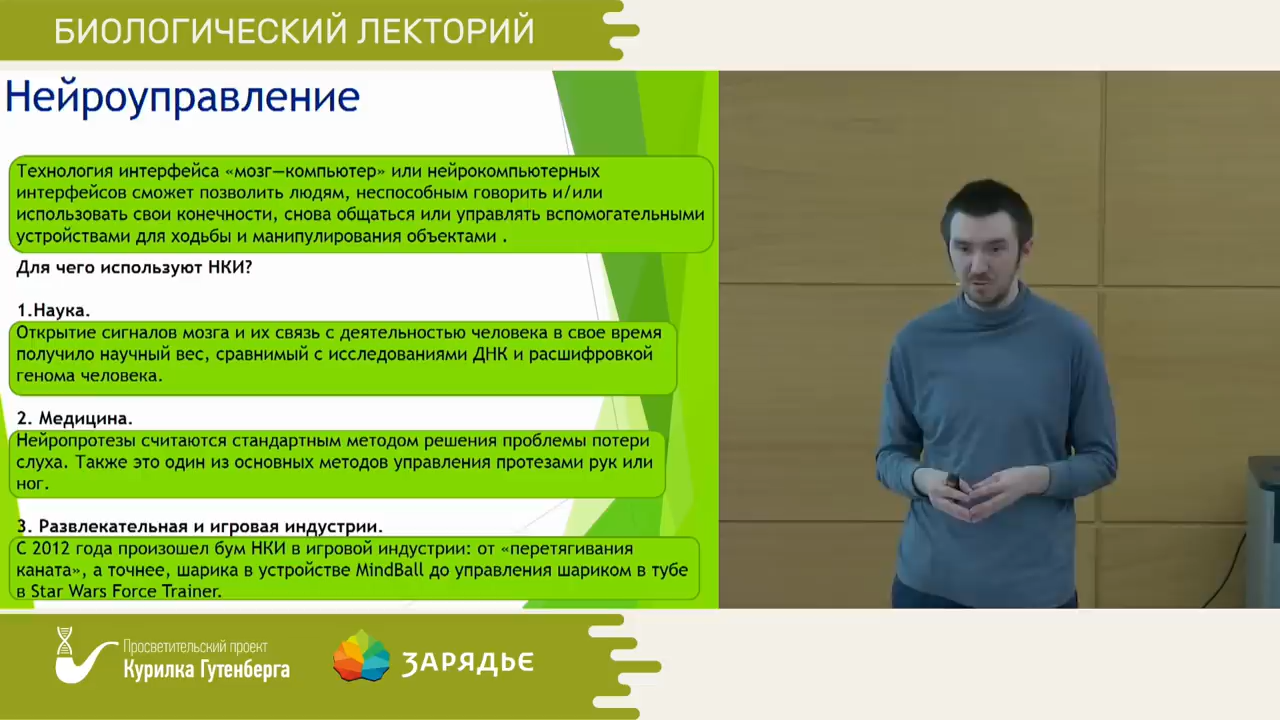 БИОЛОГИЧЕСКИЙ ЛЕКТОРИЙ
Нейроуправление
Технология интерфейса «мозг—компьютер» или нейрокомпьютерных
интерфейсов сможет позволить людям, неспособным говорить и/или
использовать свои конечности, снова общаться или управлять вспомогательными
устройствами для ходьбы и манипулирования объектами .
Для чего используют НКИ?
1.Наука.
Открытие сигналов мозга и их связь с деятельностью человека в свое время
получило научный вес, сравнимый с исследованиями ДНК и расшифровкой
генома человека.
2. Медицина.
Нейропротезы считаются стандартным методом решения проблемы потери
слуха. Также это один из основных методов управления протезами рук или
ног.
3. Развлекательная и игровая индустрии.
С 2012 года произошел бум НКИ в игровой индустрии: от «перетягивания
каната», а точнее, шарика в устройстве MindBall до управления шариком в тубе
в Star Wars Force Trainer.
Просветительский проект
Курилка Гутенберга
ЗАРЯДЬЕ